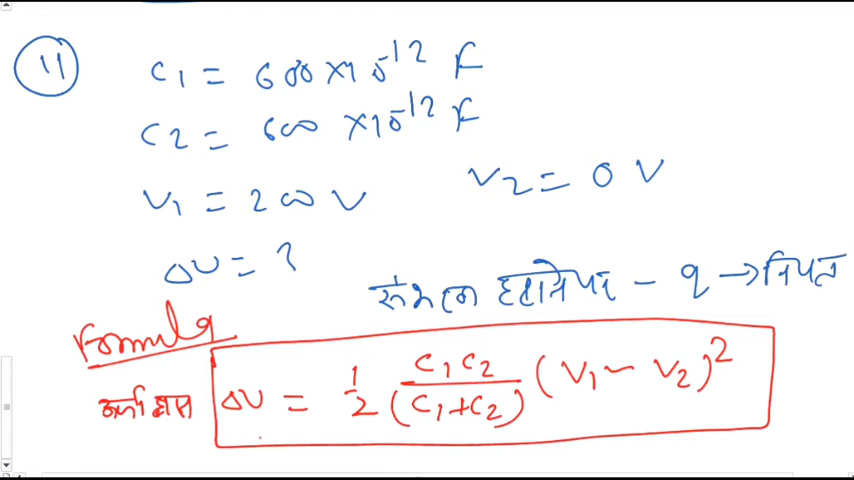 11
C1 = 600 × 10^-12 F
C2 = 600 × 10^-12 F
V1 = 200 V V2 = 0 V
ΔU = ?
संधारित्र हटाने पर - q → नियत
Formula
ऊर्जा ह्रास ΔU = 1/2 C1C2/(C1+C2) (V1 - V2)^2